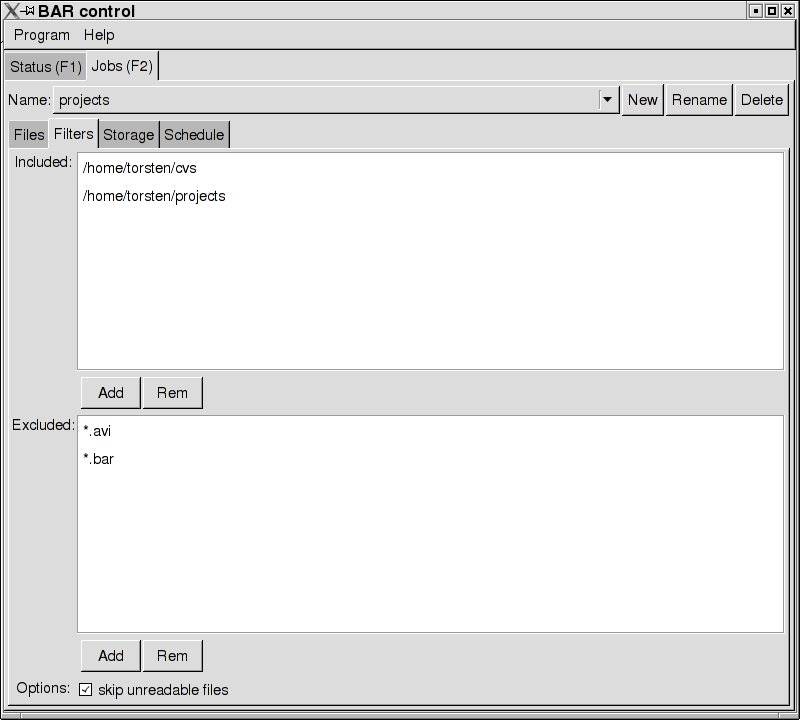 BAR control
Program Help
Status (F1) Jobs (F2)
Name: projects New Rename Delete
Files Filters Storage Schedule
Included: /home/torsten/cvs
/home/torsten/projects
Add Rem
Excluded: *.avi
*.bar
Add Rem
Options: skip unreadable files